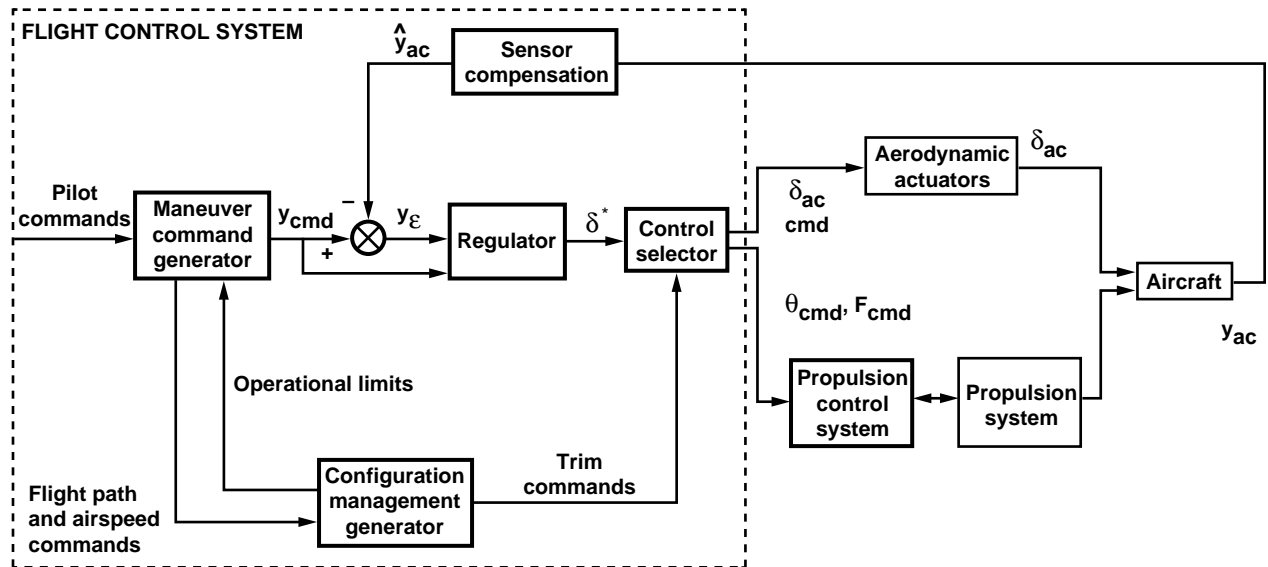 FLIGHT CONTROL SYSTEM
ŷac
Sensor
compensation
Pilot
commands
Maneuver
command
generator
ycmd
−
+
yε
Regulator
δ*
Control
selector
δac
cmd
Aerodynamic
actuators
δac
θcmd, Fcmd
Aircraft
yac
Propulsion
control
system
Propulsion
system
Operational limits
Configuration
management
generator
Trim
commands
Flight path
and airspeed
commands